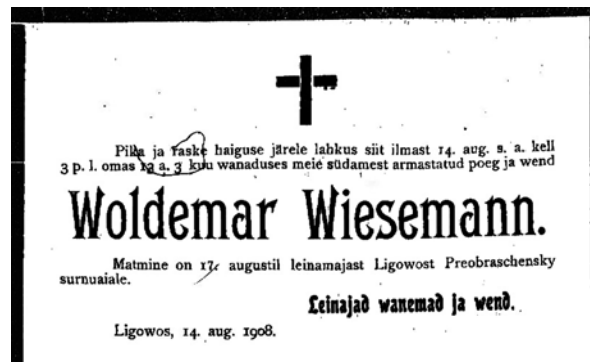 Pika ja raske haiguse järele lahkus siit ilmast 14. aug. s. a. kell
3 p. l. omas 12 a. 3 kuu wanaduses meie südamest armastatud poeg ja wend
Woldemar Wiesemann.
Matmine on 17. augustil leinamajast Ligowost Preobraschensky
surnuaiale.
Leinajad wanemad ja wend.
Ligowos, 14. aug. 1908.